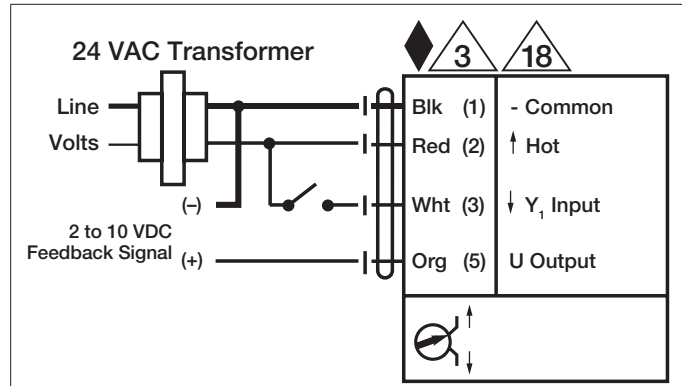 24 VAC Transformer
3
18
Line
Volts
Blk (1) - Common
Red (2) ↑ Hot
(–)
Wht (3) ↓ Y₁ Input
2 to 10 VDC
Feedback Signal (+)
Org (5) U Output